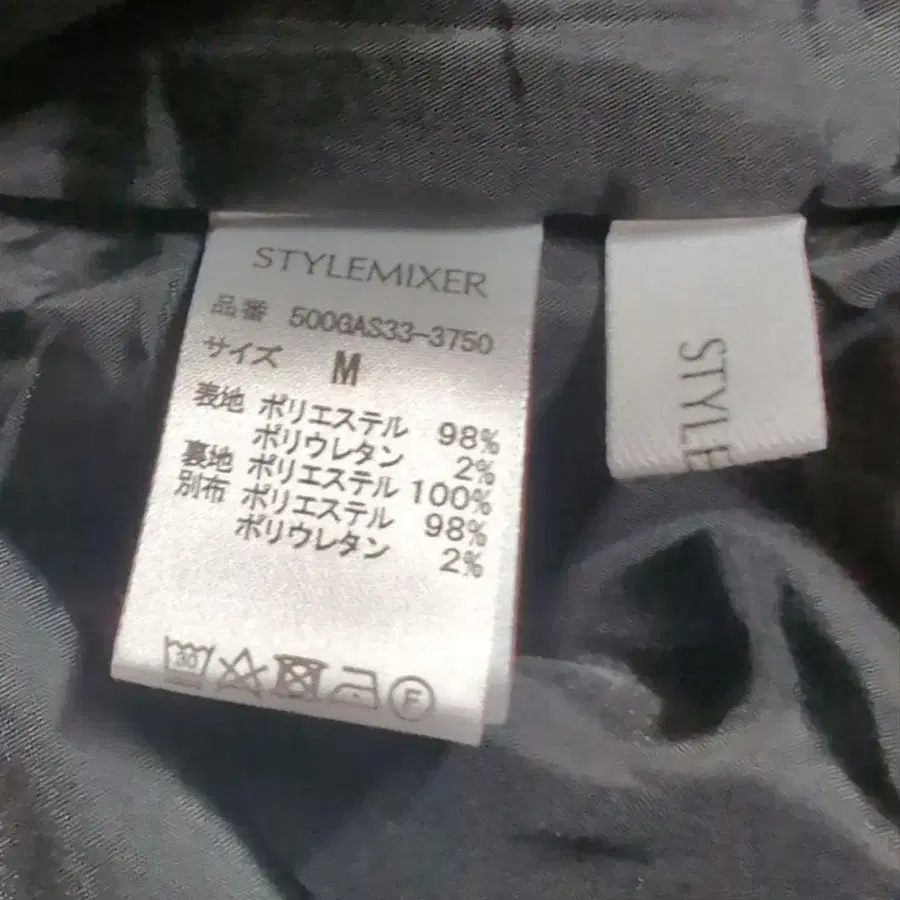 STYLEMIXER
品番 500GAS33-3750
サイズ M
表地 ポリエステル 98%
ポリウレタン 2%
裏地 ポリエステル 100%
別布 ポリエステル 98%
ポリウレタン 2%
30 F
STYLE